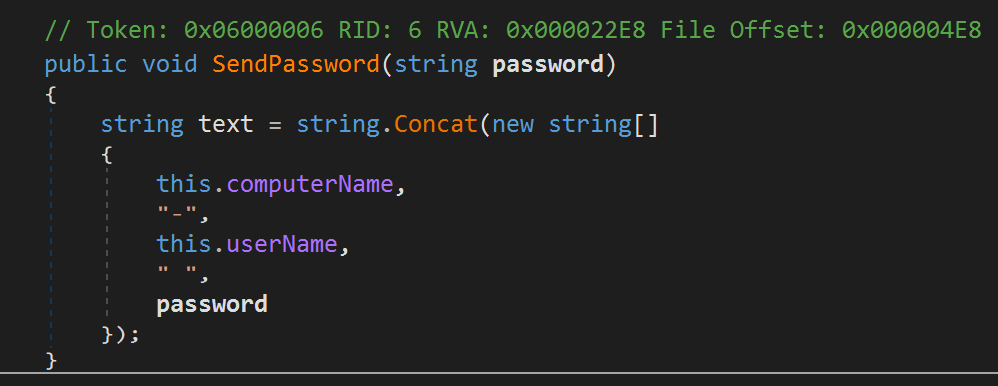 // Token: 0x06000006 RID: 6 RVA: 0x000022E8 File Offset: 0x000004E8
public void SendPassword(string password)
{
string text = string.Concat(new string[]
{
this.computerName,
"-",
this.userName,
" ",
password
});
}